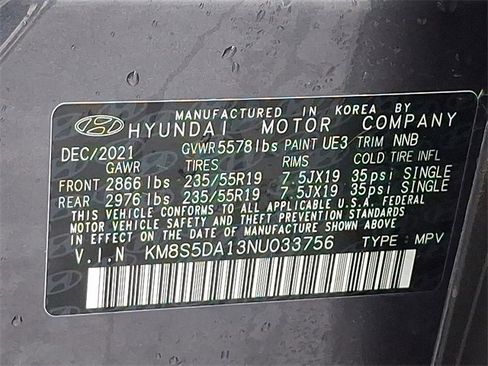 MANUFACTURED IN KOREA BY
HYUNDAI MOTOR COMPANY
DEC/2021 GVWR 5578lbs PAINT UE3 TRIM NNB
GAWR TIRES RIMS COLD TIRE INFL
FRONT 2866 lbs 235/55R19 7.5JX19 35psi SINGLE
REAR 2976 lbs 235/55R19 7.5JX19 35psi SINGLE
THIS VEHICLE CONFORMS TO ALL APPLICABLE U.S.A. FEDERAL
MOTOR VEHICLE SAFETY AND THEFT PREVENTION STANDARDS
IN EFFECT ON THE DATE OF MANUFACTURE SHOWN ABOVE.
V.I.N KM8S5DA13NU033756 TYPE : MPV